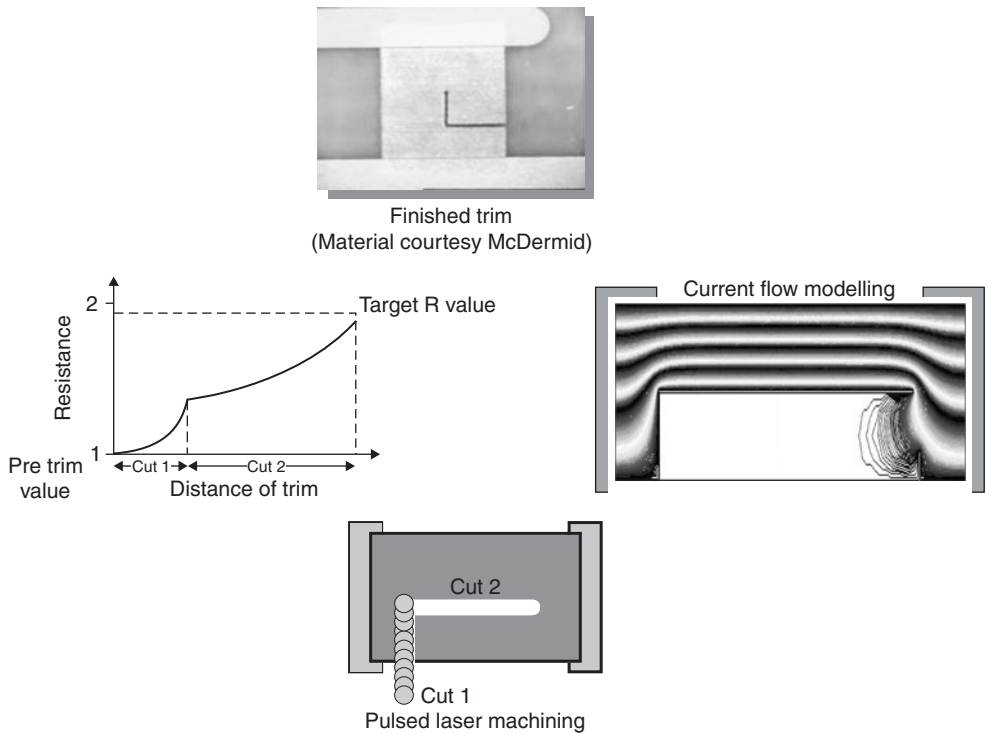 Finished trim
(Material courtesy McDermid)
2
Target R value
Resistance
1
Pre trim
value
Cut 1
Cut 2
Distance of trim
Current flow modelling
Cut 2
Cut 1
Pulsed laser machining